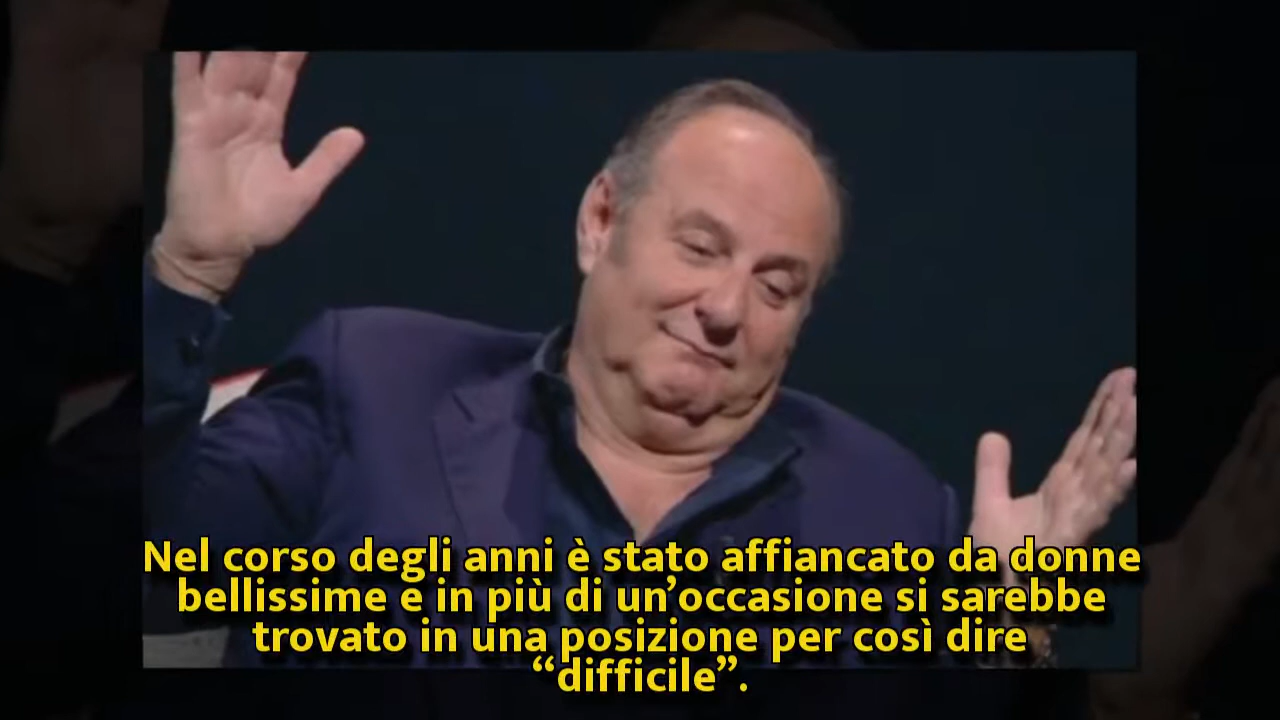 Nel corso degli anni è stato affiancato da donne
bellissime e in più di un’occasione si sarebbe
trovato in una posizione per così dire
“difficile”.